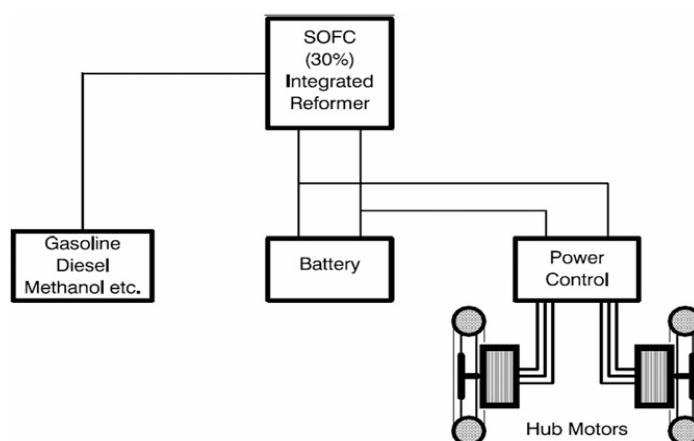 SOFC
(30%)
Integrated
Reformer
Gasoline
Diesel
Methanol etc.
Battery
Power
Control
Hub Motors